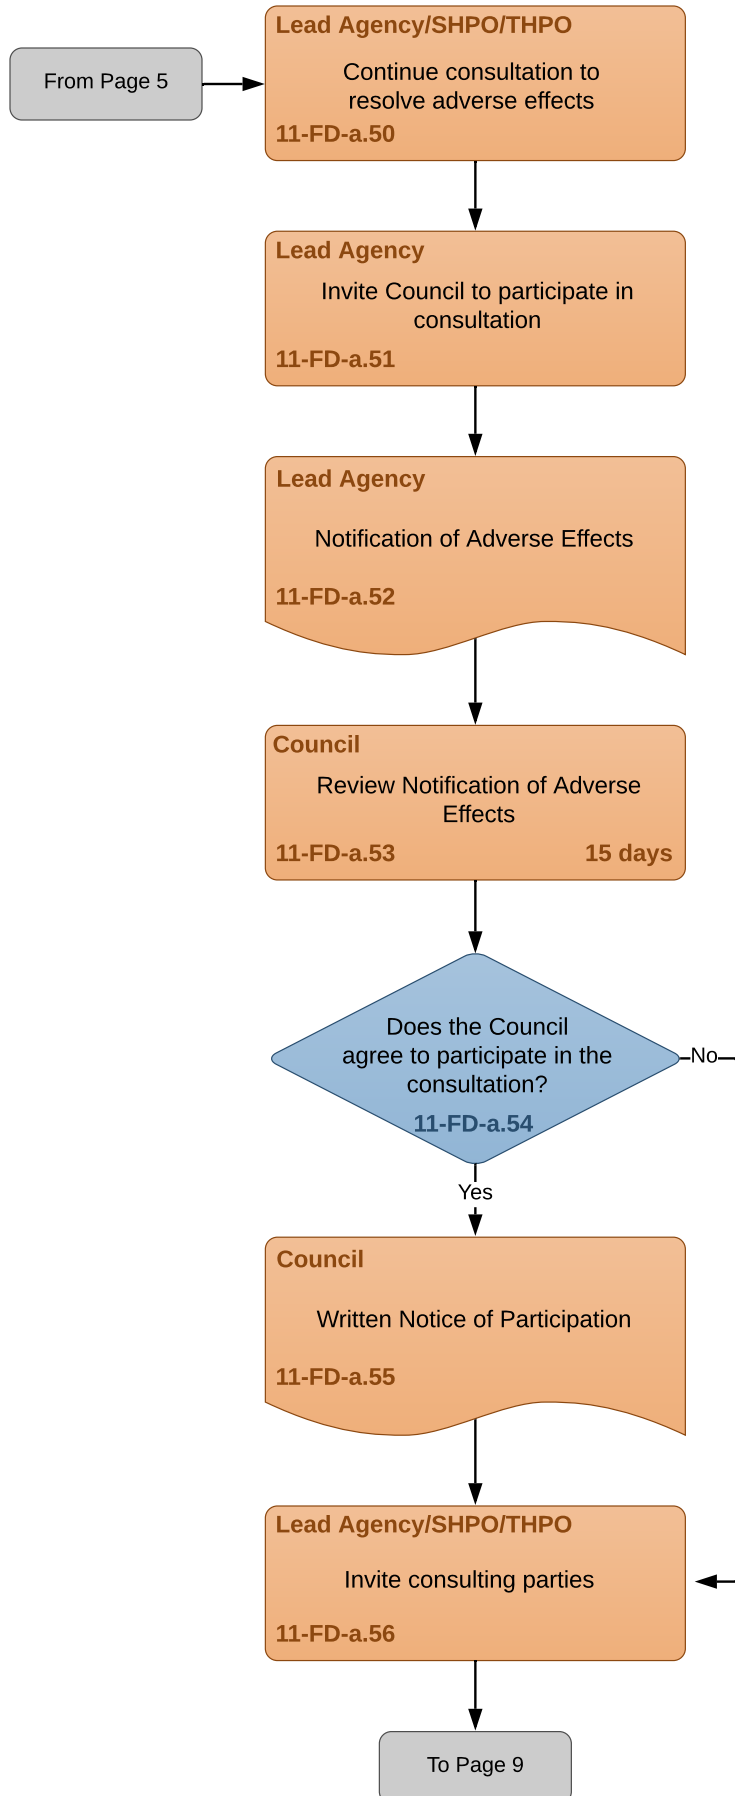 Lead Agency/SHPO/THPO
From Page 5
Continue consultation to
resolve adverse effects
11-FD-a.50
Lead Agency
Invite Council to participate in
consultation
11-FD-a.51
Lead Agency
Notification of Adverse Effects
11-FD-a.52
Council
Review Notification of Adverse
Effects
11-FD-a.53 15 days
Does the Council
agree to participate in the
consultation?
11-FD-a.54
No
Yes
Council
Written Notice of Participation
11-FD-a.55
Lead Agency/SHPO/THPO
Invite consulting parties
11-FD-a.56
To Page 9